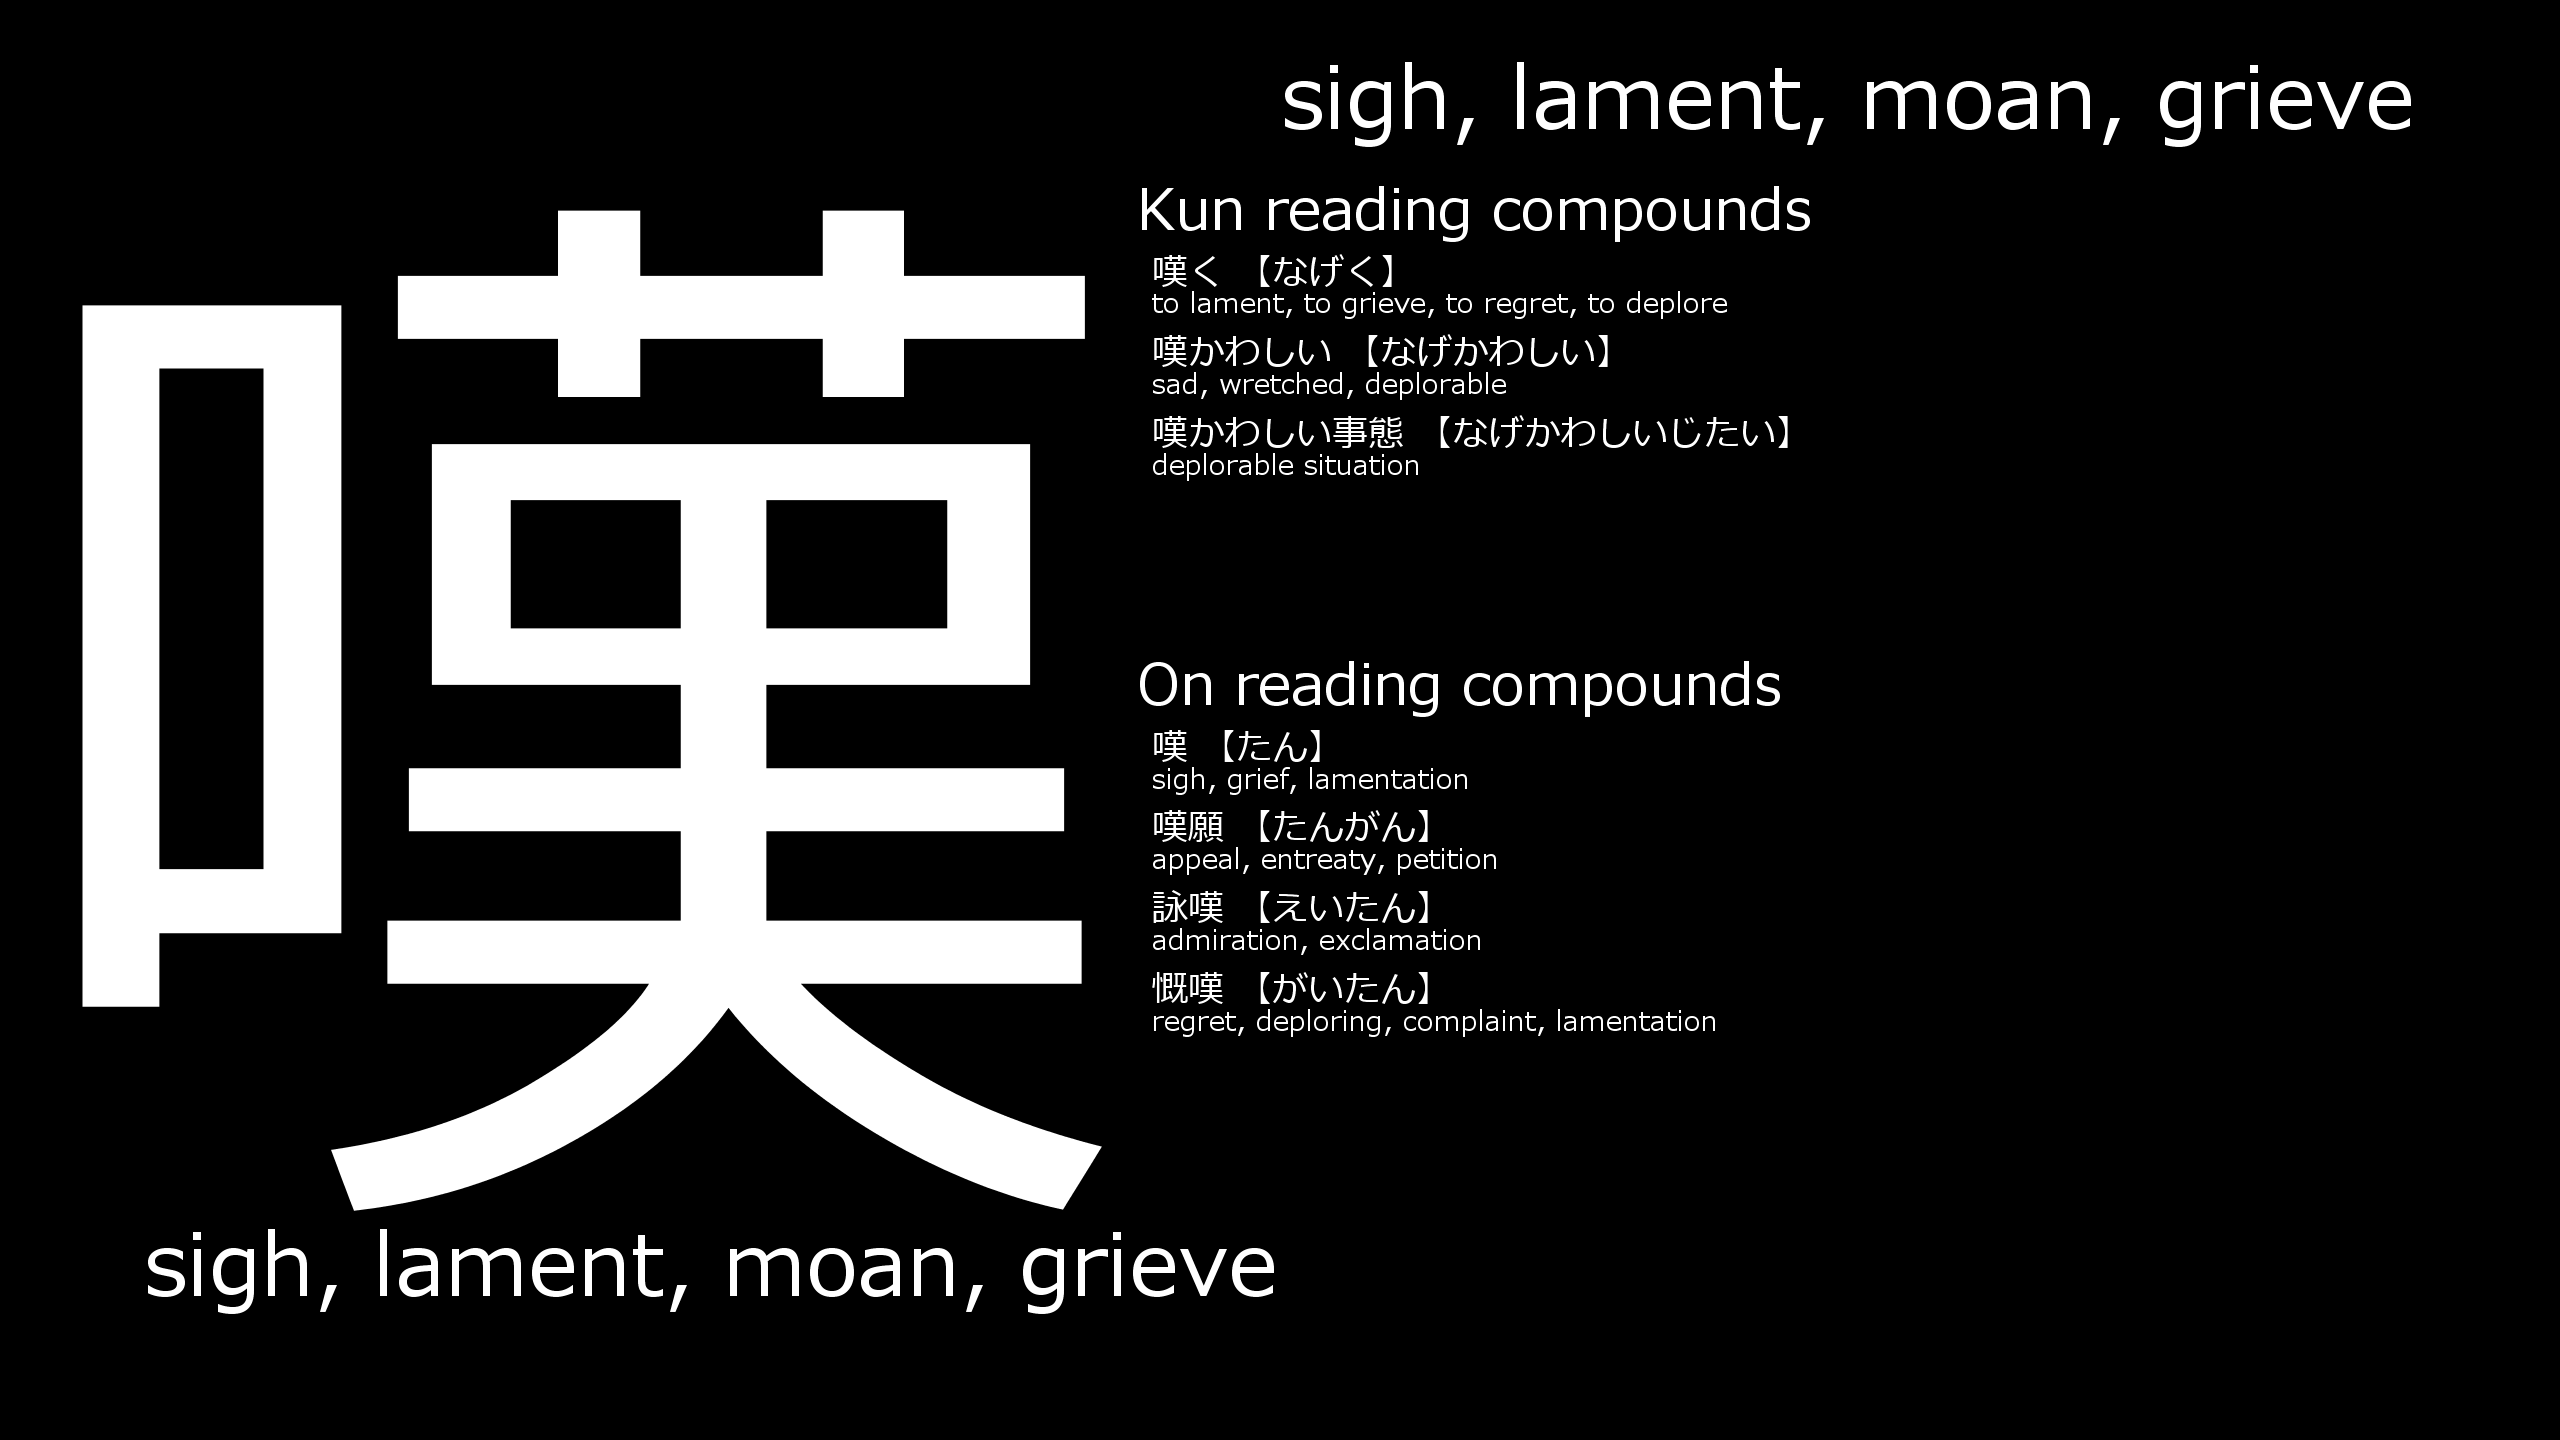 嘆
sigh, lament, moan, grieve
sigh, lament, moan, grieve
Kun reading compounds
嘆く 【なげく】
to lament, to grieve, to regret, to deplore
嘆かわしい 【なげかわしい】
sad, wretched, deplorable
嘆かわしい事態 【なげかわしいじたい】
deplorable situation
On reading compounds
嘆 【たん】
sigh, grief, lamentation
嘆願 【たんがん】
appeal, entreaty, petition
詠嘆 【えいたん】
admiration, exclamation
慨嘆 【がいたん】
regret, deploring, complaint, lamentation